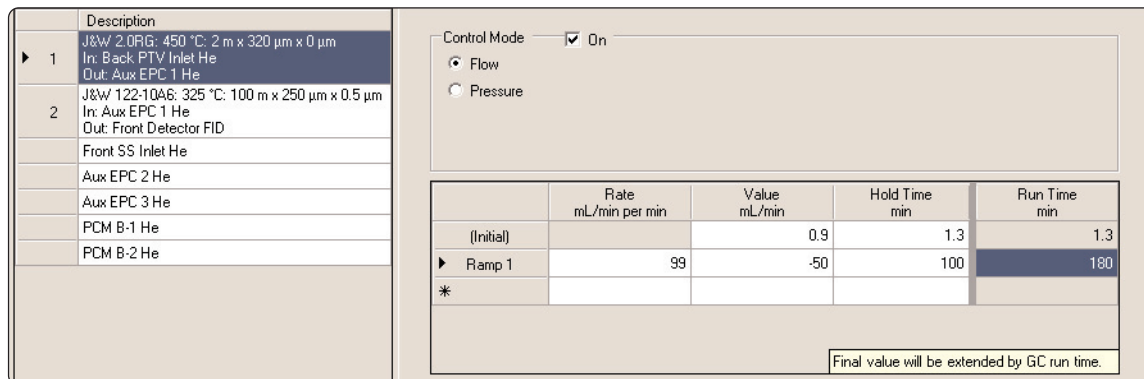 Description
1
J&W 2.0RG: 450 °C: 2 m x 320 µm x 0 µm
In: Back PTV Inlet He
Out: Aux EPC 1 He
2
J&W 122-10A6: 325 °C: 100 m x 250 µm x 0.5 µm
In: Aux EPC 1 He
Out: Front Detector FID
Front SS Inlet He
Aux EPC 2 He
Aux EPC 3 He
PCM B-1 He
PCM B-2 He
Control Mode On
Flow
Pressure
Rate Value Hold Time Run Time
mL/min per min mL/min min min
(Initial) 0.9 1.3 1.3
Ramp 1 99 -50 100 180
*
Final value will be extended by GC run time.